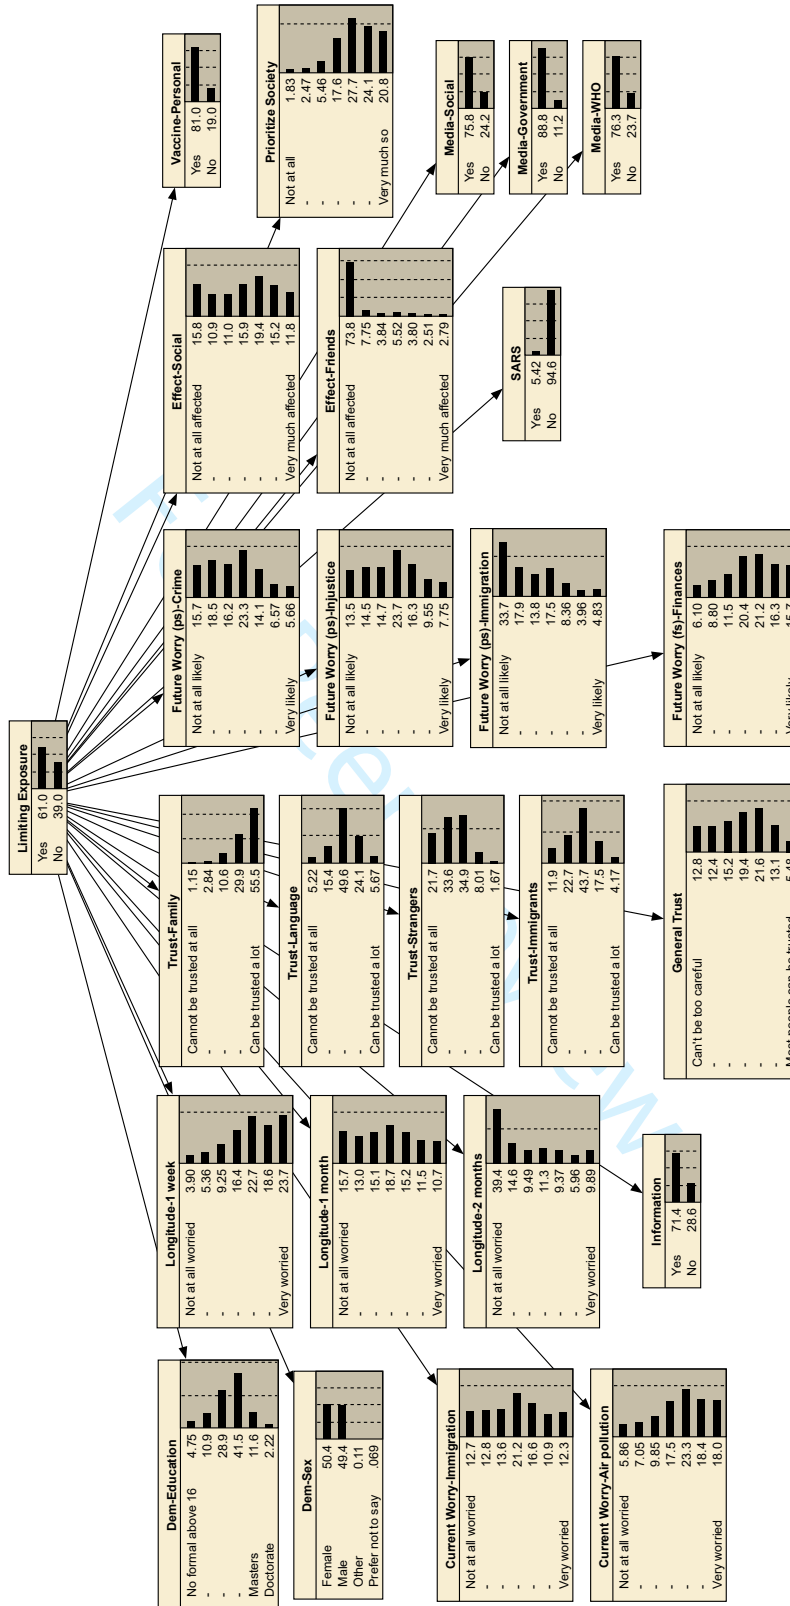 Limiting Exposure
Yes 61.0
No 39.0
Dem-Education
No formal above 16 4.75
- 10.9
- 28.9
- 41.5
Masters 11.6
Doctorate 2.22
Dem-Sex
Female 50.4
Male 49.4
Other 0.11
Prefer not to say .069
Current Worry-Immigration
Not at all worried 12.7
- 12.8
- 13.6
- 21.2
- 16.6
- 10.9
Very worried 12.3
Current Worry-Air pollution
Not at all worried 5.86
- 7.05
- 9.85
- 17.5
- 23.3
- 18.4
Very worried 18.0
Longitude-1 week
Not at all worried 3.90
- 5.36
- 9.25
- 16.4
- 22.7
- 18.6
Very worried 23.7
Longitude-1 month
Not at all worried 15.7
- 13.0
- 15.1
- 18.7
- 15.2
- 11.5
Very worried 10.7
Longitude-2 months
Not at all worried 39.4
- 14.6
- 9.49
- 11.3
- 9.37
- 5.96
Very worried 9.89
Information
Yes 71.4
No 28.6
Trust-Family
Cannot be trusted at all 1.15
- 2.84
- 10.6
- 29.9
Can be trusted a lot 55.5
Trust-Language
Cannot be trusted at all 5.22
- 15.4
- 49.6
- 24.1
Can be trusted a lot 5.67
Trust-Strangers
Cannot be trusted at all 21.7
- 33.6
- 34.9
- 8.01
Can be trusted a lot 1.67
Trust-Immigrants
Cannot be trusted at all 11.9
- 22.7
- 43.7
- 17.5
Can be trusted a lot 4.17
General Trust
Can't be too careful 12.8
- 12.4
- 15.2
- 19.4
- 21.6
- 13.1
Most people can be trusted 5.48
Future Worry (ps)-Crime
Not at all likely 15.7
- 18.5
- 16.2
- 23.3
- 14.1
- 6.57
Very likely 5.66
Future Worry (ps)-Injustice
Not at all likely 13.5
- 14.5
- 14.7
- 23.7
- 16.3
- 9.55
Very likely 7.75
Future Worry (ps)-Immigration
Not at all likely 33.7
- 17.9
- 13.8
- 17.5
- 8.36
- 3.96
Very likely 4.83
Future Worry (fs)-Finances
Not at all likely 6.10
- 8.80
- 11.5
- 20.4
- 21.2
- 16.3
Very likely 15.7
Effect-Social
Not at all affected 15.8
- 10.9
- 11.0
- 15.9
- 19.4
- 15.2
Very much affected 11.8
Effect-Friends
Not at all affected 73.8
- 7.75
- 3.84
- 5.52
- 3.80
- 2.51
Very much affected 2.79
SARS
Yes 5.42
No 94.6
Vaccine-Personal
Yes 81.0
No 19.0
Prioritize Society
Not at all 1.83
- 2.47
- 5.46
- 17.6
- 27.7
- 24.1
Very much so 20.8
Media-Social
Yes 75.8
No 24.2
Media-Government
Yes 88.8
No 11.2
Media-WHO
Yes 76.3
No 23.7